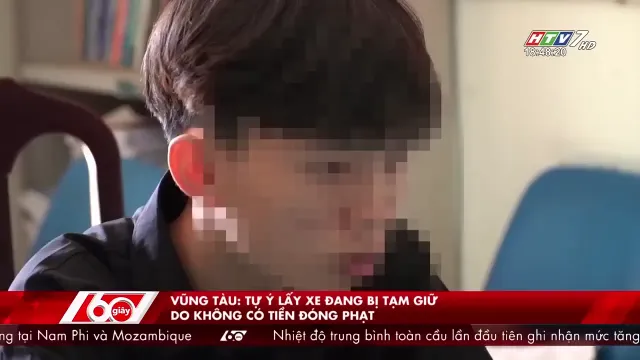 HTV7 HD
18:48:20
60 giây
VŨNG TÀU: TỰ Ý LẤY XE ĐANG BỊ TẠM GIỮ
DO KHÔNG CÓ TIỀN ĐÓNG PHẠT
ng tại Nam Phi và Mozambique 60 giây Nhiệt độ trung bình toàn cầu lần đầu tiên ghi nhận mức tăng